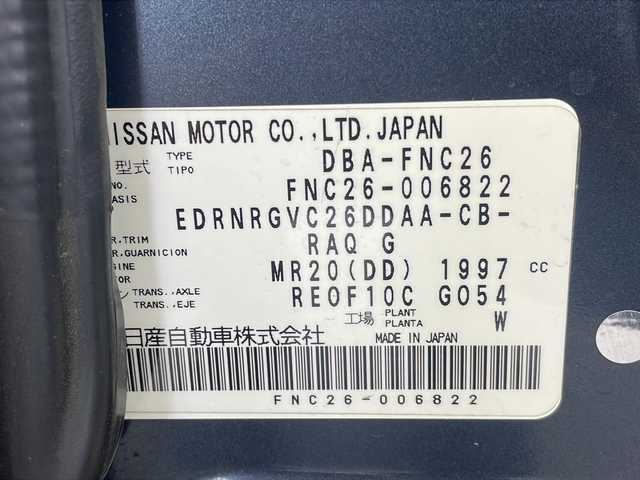 NISSAN MOTOR CO.,LTD.JAPAN
型式 TYPE TIPO DBA-FNC26
NO. ASIS FNC26-006822
EDRNRGVC26DDAA-CB-
R,TRIM R,GUARNICION RAQ G
GINE TOR MR20(DD) 1997 CC
ン TRANS.,AXLE TRANS.,EJE RE0F10C G054
工場 PLANT PLANTA W
日産自動車株式会社 MADE IN JAPAN
FNC26-006822